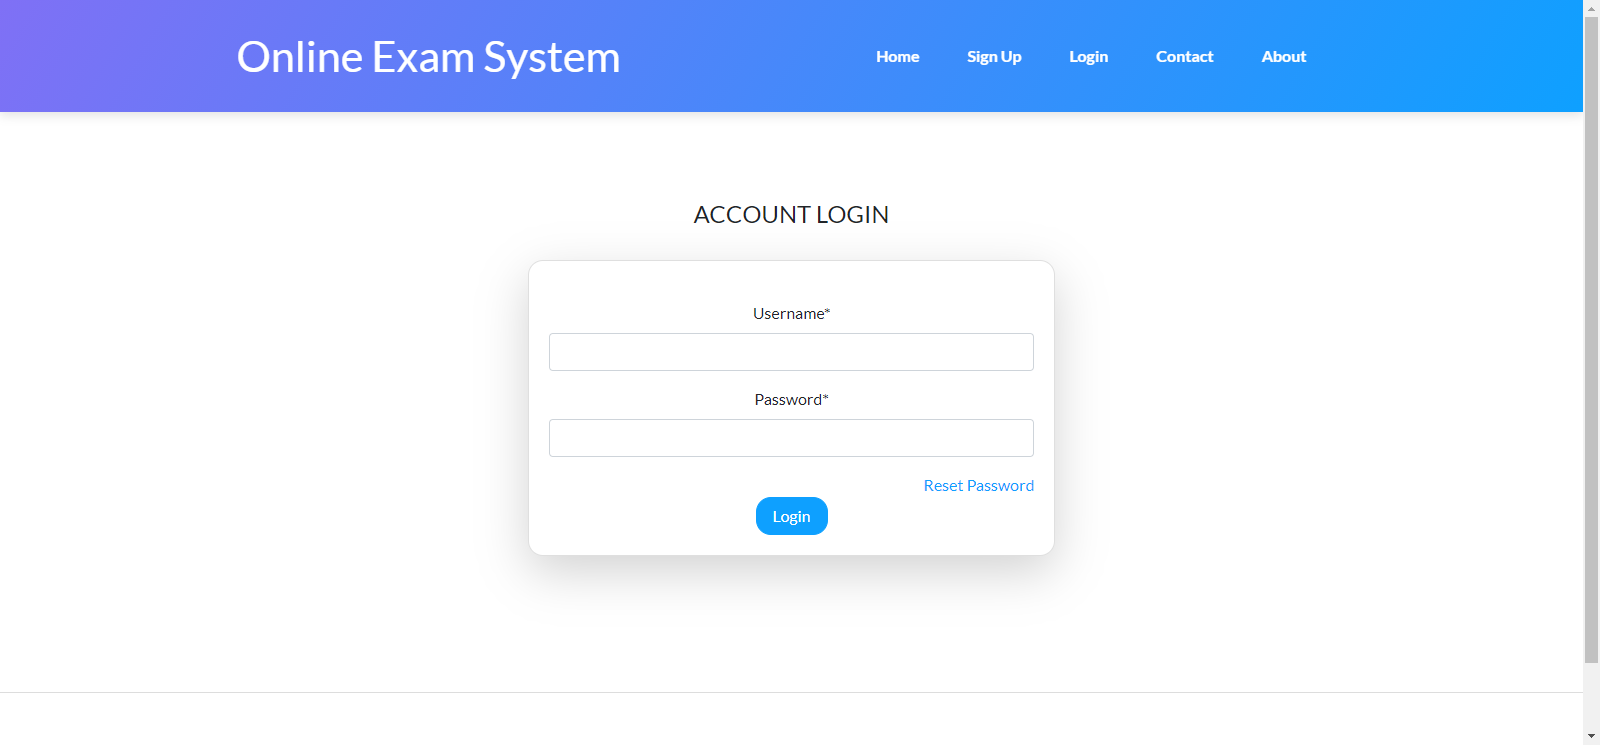 Online Exam System
Home Sign Up Login Contact About
ACCOUNT LOGIN
Username*
Password*
Reset Password
Login